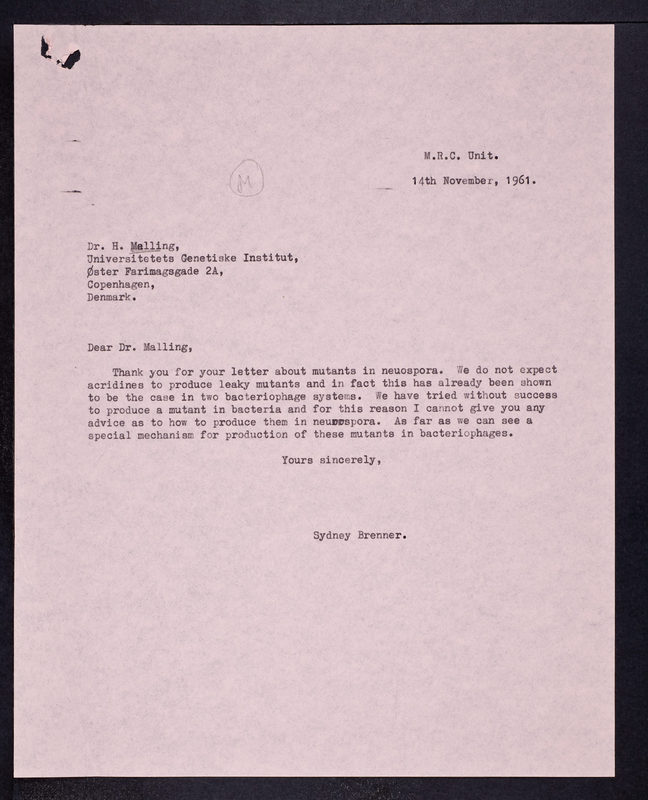 M.R.C. Unit.
14th November, 1961.
M
Dr. H. Malling,
Universitetets Genetiske Institut,
Øster Farimagsgade 2A,
Copenhagen,
Denmark.
Dear Dr. Malling,
Thank you for your letter about mutants in neuospora. We do not expect
acridines to produce leaky mutants and in fact this has already been shown
to be the case in two bacteriophage systems. We have tried without success
to produce a mutant in bacteria and for this reason I cannot give you any
advice as to how to produce them in neurospora. As far as we can see a
special mechanism for production of these mutants in bacteriophages.
Yours sincerely,
Sydney Brenner.